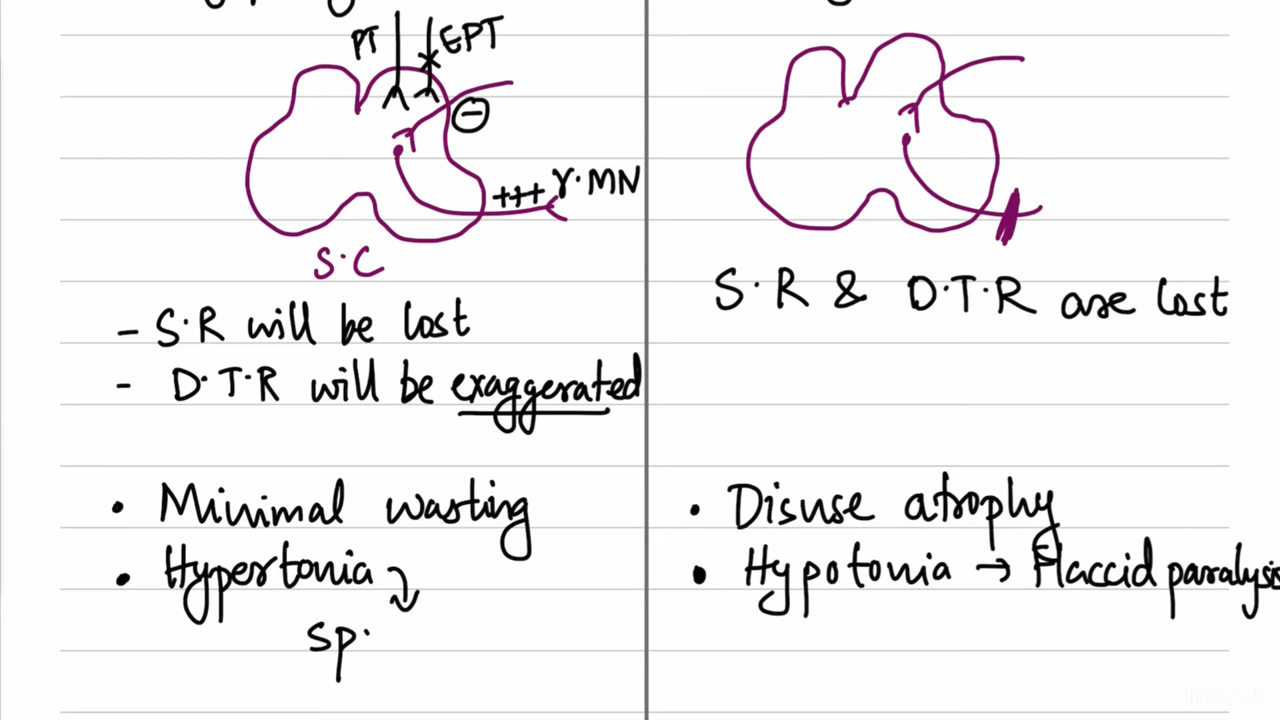 PT EPT
⊖
+++ γ·MN
S·C
- S·R will be lost
- D·T·R will be exaggerated
• Minimal wasting
• Hypertonia
sp·
S·R & D·T·R are lost
• Disuse atrophy
• Hypotonia → Flaccid paralysis